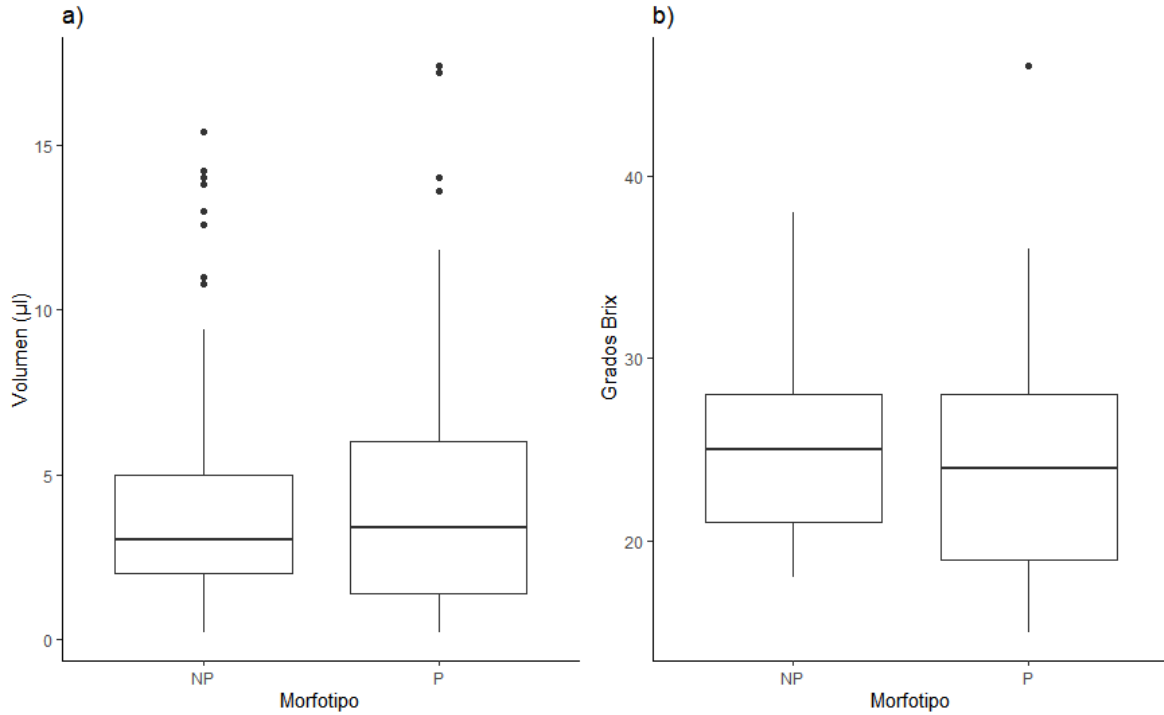 a)
Volumen (µl)
15
10
5
0
NP
P
Morfotipo
b)
Grados Brix
40
30
20
NP
P
Morfotipo